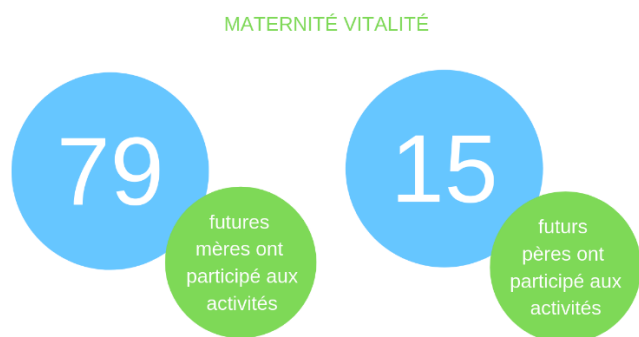 MATERNITÉ VITALITÉ
79
futures
mères ont
participé aux
activités
15
futurs
pères ont
participé aux
activités